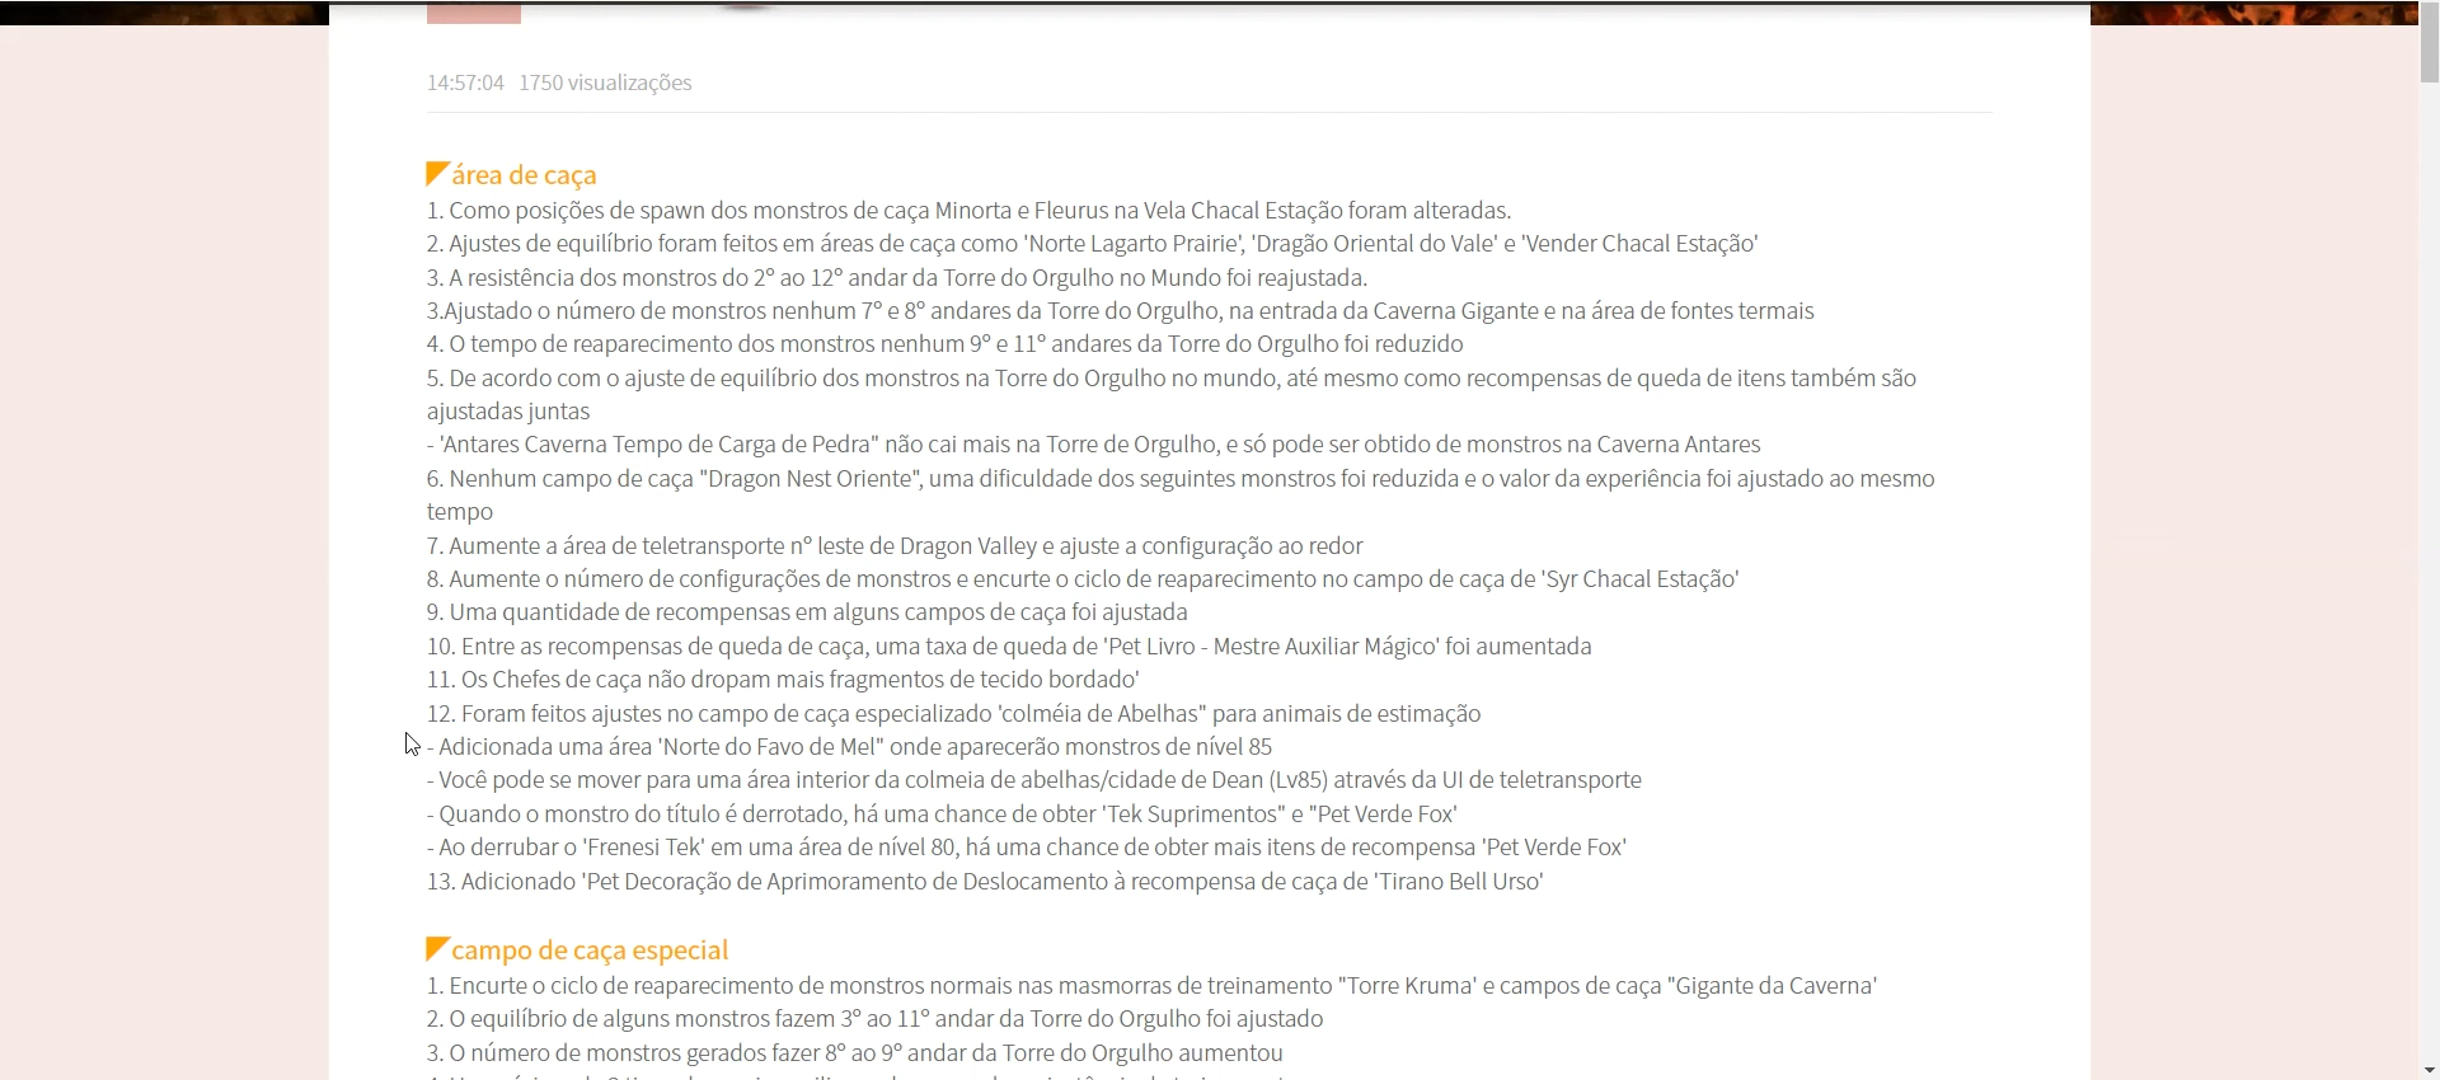 14:57:04 1750 visualizações
área de caça
1. Como posições de spawn dos monstros de caça Minorta e Fleurus na Vela Chacal Estação foram alteradas.
2. Ajustes de equilíbrio foram feitos em áreas de caça como 'Norte Lagarto Prairie', 'Dragão Oriental do Vale' e 'Vender Chacal Estação'
3. A resistência dos monstros do 2º ao 12º andar da Torre do Orgulho no Mundo foi reajustada.
3.Ajustado o número de monstros nenhum 7º e 8º andares da Torre do Orgulho, na entrada da Caverna Gigante e na área de fontes termais
4. O tempo de reaparecimento dos monstros nenhum 9º e 11º andares da Torre do Orgulho foi reduzido
5. De acordo com o ajuste de equilíbrio dos monstros na Torre do Orgulho no mundo, até mesmo como recompensas de queda de itens também são
ajustadas juntas
- 'Antares Caverna Tempo de Carga de Pedra" não cai mais na Torre de Orgulho, e só pode ser obtido de monstros na Caverna Antares
6. Nenhum campo de caça "Dragon Nest Oriente", uma dificuldade dos seguintes monstros foi reduzida e o valor da experiência foi ajustado ao mesmo
tempo
7. Aumente a área de teletransporte nº leste de Dragon Valley e ajuste a configuração ao redor
8. Aumente o número de configurações de monstros e encurte o ciclo de reaparecimento no campo de caça de 'Syr Chacal Estação'
9. Uma quantidade de recompensas em alguns campos de caça foi ajustada
10. Entre as recompensas de queda de caça, uma taxa de queda de 'Pet Livro - Mestre Auxiliar Mágico' foi aumentada
11. Os Chefes de caça não dropam mais fragmentos de tecido bordado'
12. Foram feitos ajustes no campo de caça especializado 'colméia de Abelhas" para animais de estimação
- Adicionada uma área 'Norte do Favo de Mel" onde aparecerão monstros de nível 85
- Você pode se mover para uma área interior da colmeia de abelhas/cidade de Dean (Lv85) através da UI de teletransporte
- Quando o monstro do título é derrotado, há uma chance de obter 'Tek Suprimentos" e "Pet Verde Fox'
- Ao derrubar o 'Frenesi Tek' em uma área de nível 80, há uma chance de obter mais itens de recompensa 'Pet Verde Fox'
13. Adicionado 'Pet Decoração de Aprimoramento de Deslocamento à recompensa de caça de 'Tirano Bell Urso'
campo de caça especial
1. Encurte o ciclo de reaparecimento de monstros normais nas masmorras de treinamento "Torre Kruma' e campos de caça "Gigante da Caverna'
2. O equilíbrio de alguns monstros fazem 3º ao 11º andar da Torre do Orgulho foi ajustado
3. O número de monstros gerados fazer 8º ao 9º andar da Torre do Orgulho aumentou